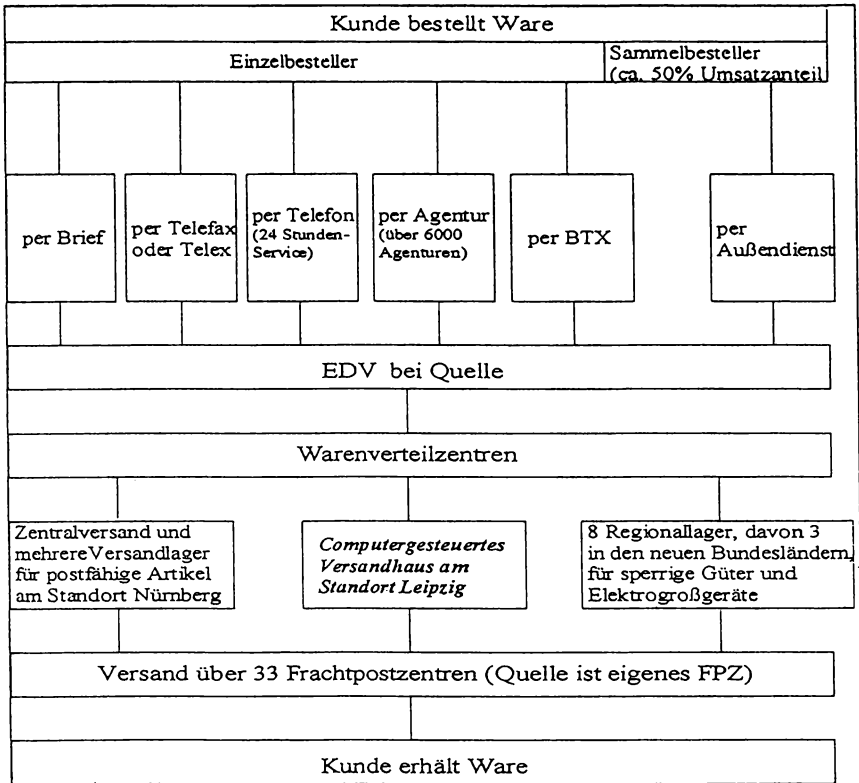 Kunde bestellt Ware
Einzelbesteller
Sammelbesteller
(ca. 50% Umsatzanteil
per Brief
per Telefax
oder Telex
per Telefon
(24 Stunden-
Service)
per Agentur
(über 6000
Agenturen)
per BTX
per
Außendienst
EDV bei Quelle
Warenverteilzentren
Zentralversand und
mehrere Versandlager
für postfähige Artikel
am Standort Nürnberg
Computergesteuertes
Versandhaus am
Standort Leipzig
8 Regionallager, davon 3
in den neuen Bundesländern,
für sperrige Güter und
Elektrogroßgeräte
Versand über 33 Frachtpostzentren (Quelle ist eigenes FPZ)
Kunde erhält Ware